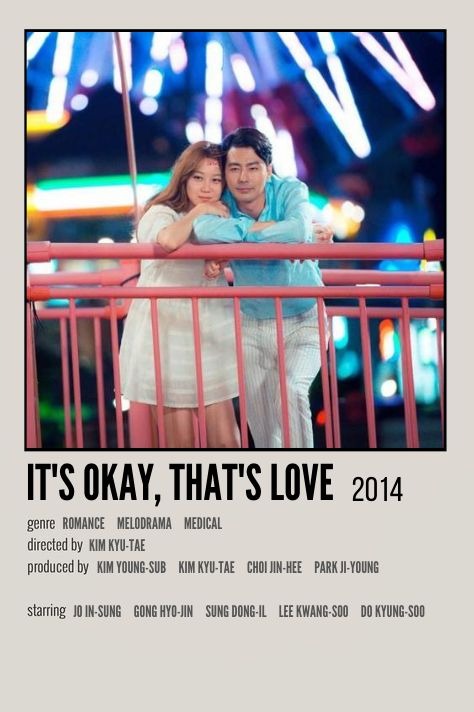 IT'S OKAY, THAT'S LOVE 2014
genre ROMANCE MELODRAMA MEDICAL
directed by KIM KYU-TAE
produced by KIM YOUNG-SUB KIM KYU-TAE CHOI JIN-HEE PARK JI-YOUNG
starring JO IN-SUNG GONG HYO-JIN SUNG DONG-IL LEE KWANG-SOO DO KYUNG-SOO